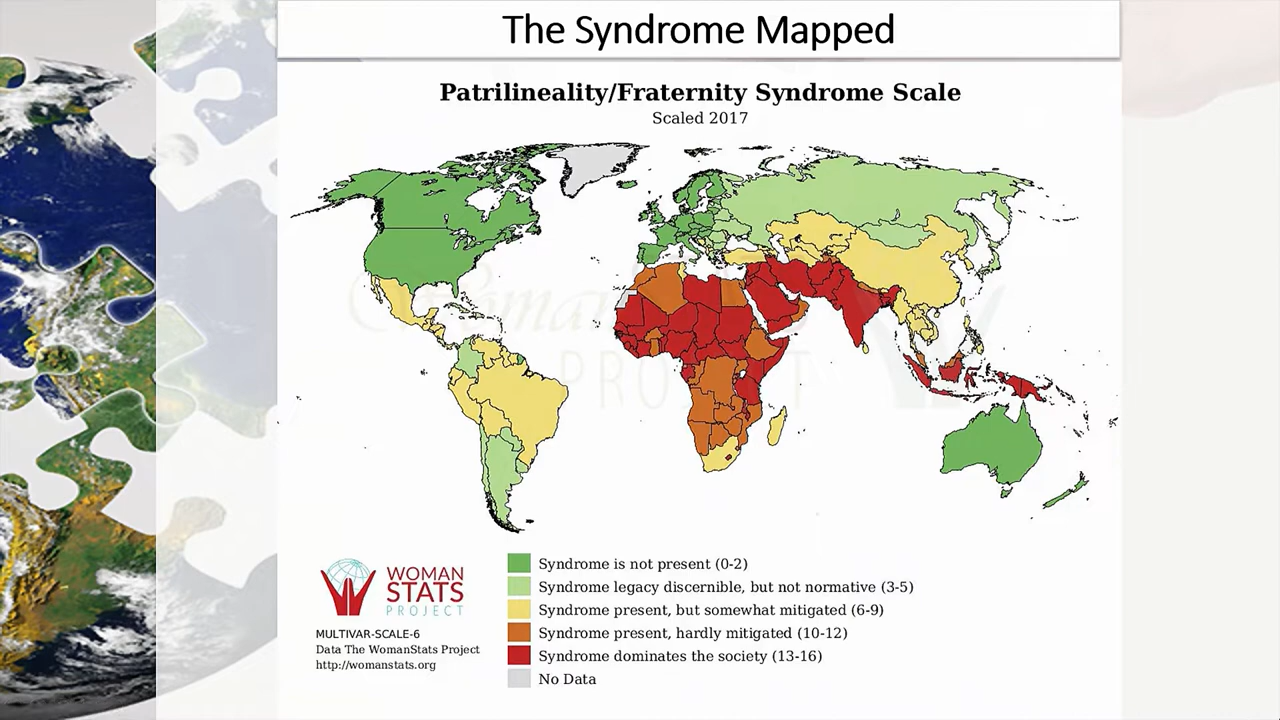 The Syndrome Mapped
Patrilineality/Fraternity Syndrome Scale
Scaled 2017
Woma
PROJECT
WOMAN
STATS
PROJECT
MULTIVAR-SCALE-6
Data The WomanStats Project
http://womanstats.org
Syndrome is not present (0-2)
Syndrome legacy discernible, but not normative (3-5)
Syndrome present, but somewhat mitigated (6-9)
Syndrome present, hardly mitigated (10-12)
Syndrome dominates the society (13-16)
No Data